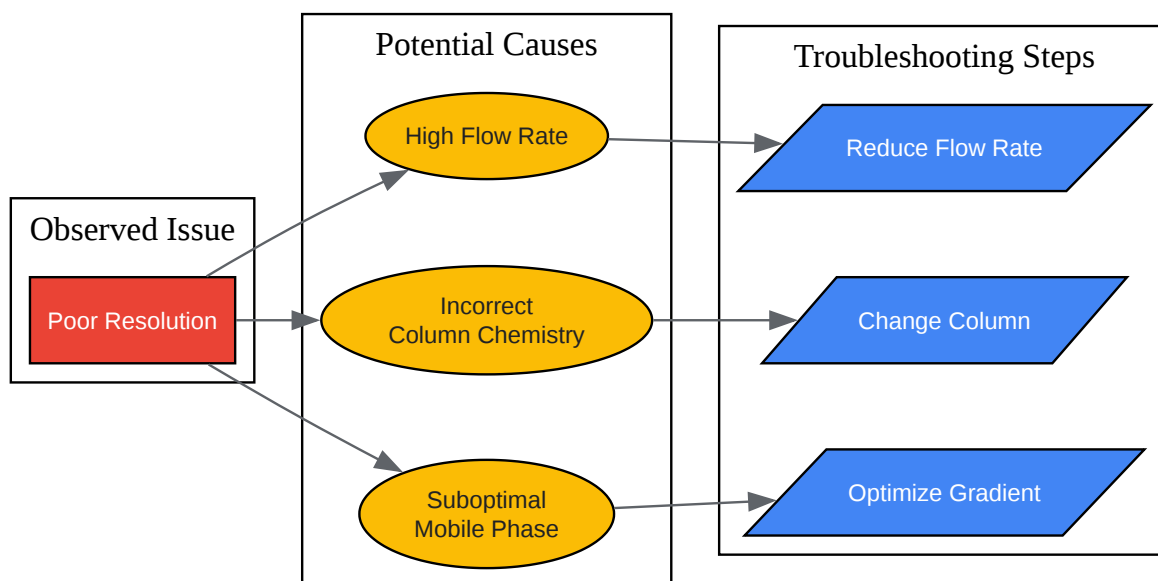 Observed Issue
Poor Resolution
Potential Causes
High Flow Rate
Incorrect
Column Chemistry
Suboptimal
Mobile Phase
Troubleshooting Steps
Reduce Flow Rate
Change Column
Optimize Gradient